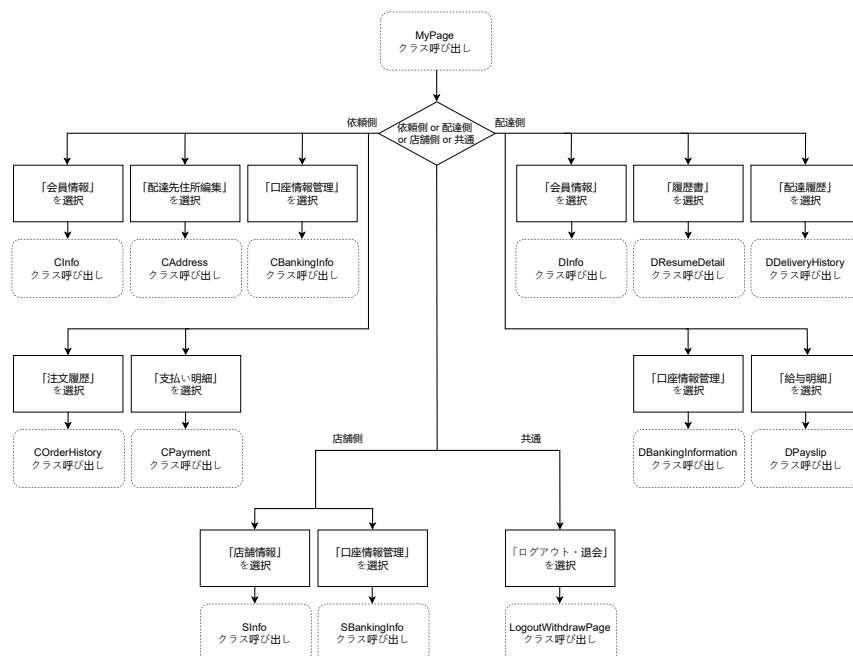 MyPage
クラス呼び出し
依頼側
依頼側 or 配達側
or 店舗側 or 共通
配達側
「会員情報」
を選択
「配達先住所編集」
を選択
「口座情報管理」
を選択
「会員情報」
を選択
「履歴書」
を選択
「配達履歴」
を選択
CInfo
クラス呼び出し
CAddress
クラス呼び出し
CBankingInfo
クラス呼び出し
DInfo
クラス呼び出し
DResumeDetail
クラス呼び出し
DDeliveryHistory
クラス呼び出し
「注文履歴」
を選択
「支払い明細」
を選択
「口座情報管理」
を選択
「給与明細」
を選択
COrderHistory
クラス呼び出し
CPayment
クラス呼び出し
DBankingInformation
クラス呼び出し
DPayslip
クラス呼び出し
店舗側
共通
「店舗情報」
を選択
「口座情報管理」
を選択
「ログアウト・退会」
を選択
SInfo
クラス呼び出し
SBankingInfo
クラス呼び出し
LogoutWithdrawPage
クラス呼び出し